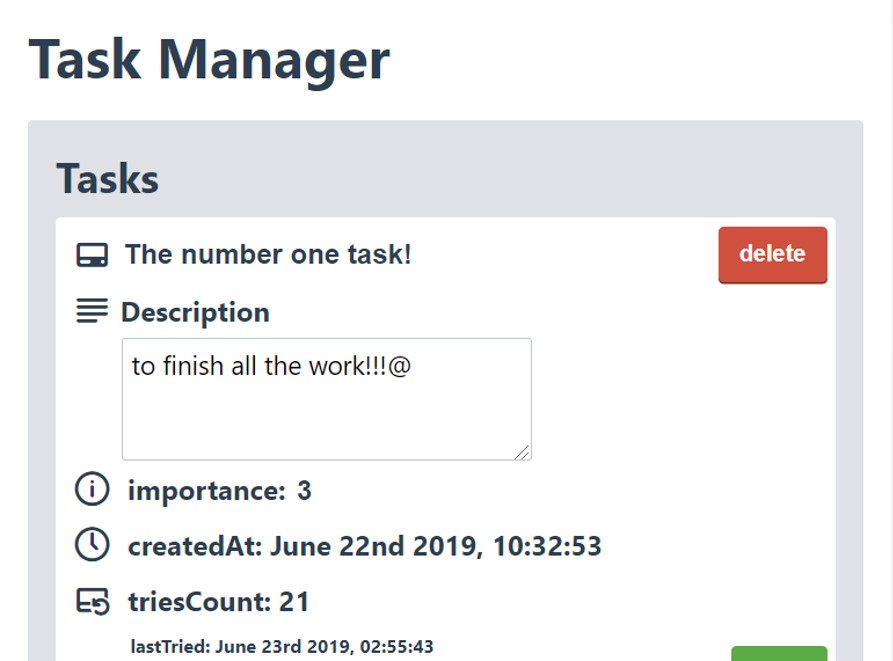 Task Manager
Tasks
The number one task!
delete
Description
to finish all the work!!!@
importance: 3
createdAt: June 22nd 2019, 10:32:53
triesCount: 21
lastTried: June 23rd 2019, 02:55:43